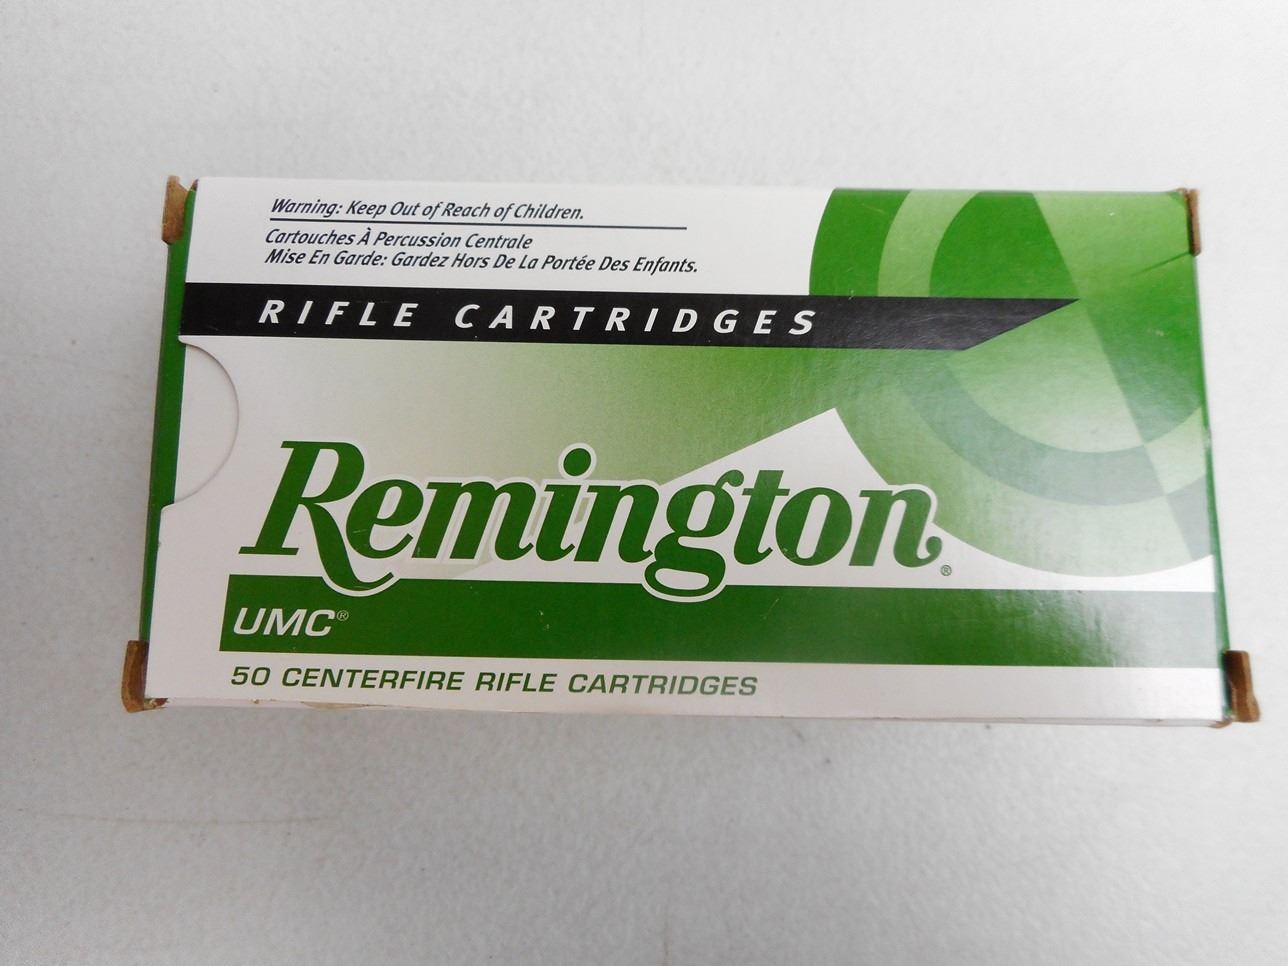 Warning: Keep Out of Reach of Children.
Cartouches À Percussion Centrale
Mise En Garde: Gardez Hors De La Portée Des Enfants.
RIFLE CARTRIDGES
Remington®
UMC®
50 CENTERFIRE RIFLE CARTRIDGES